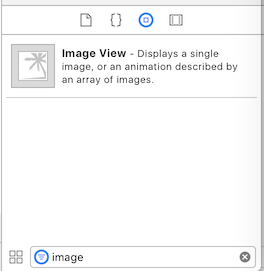 Image View - Displays a single
image, or an animation described by
an array of images.
image